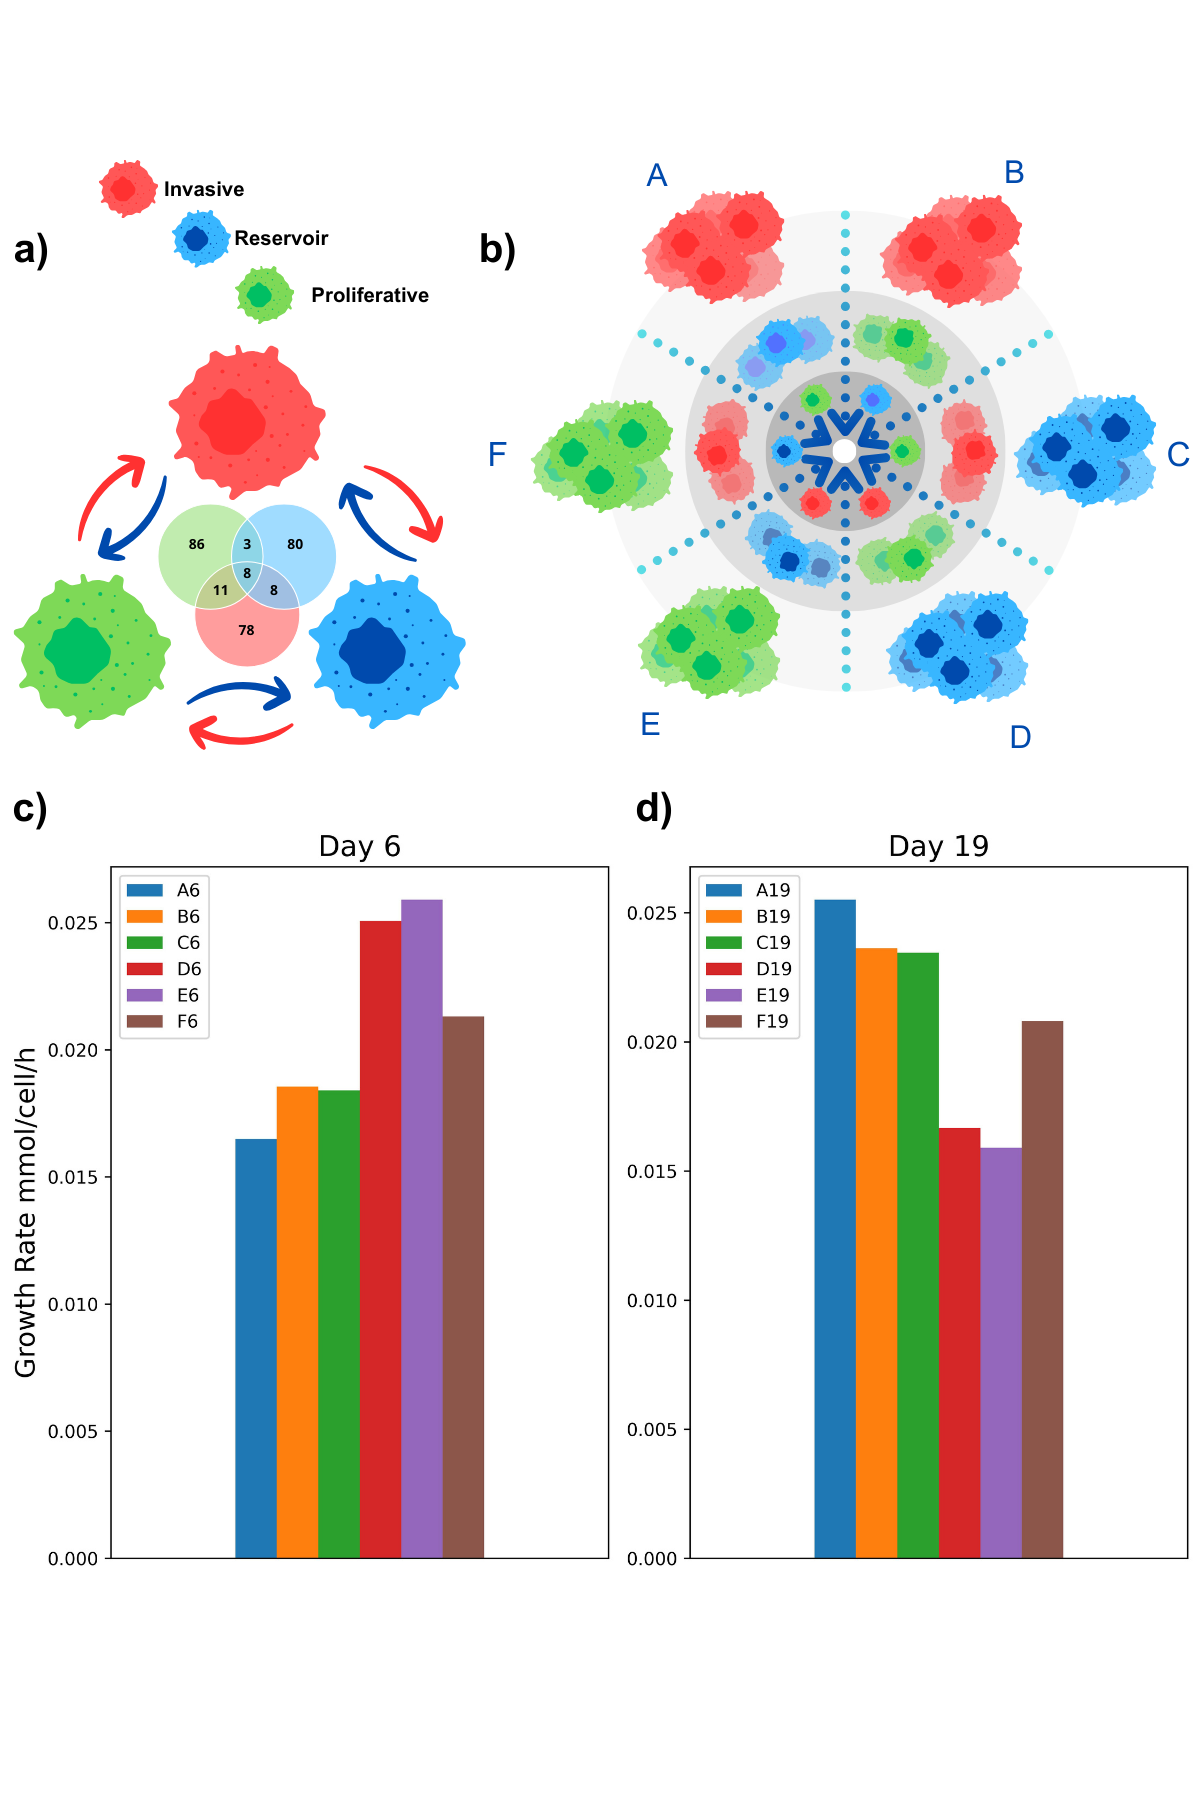 a)
Invasive
Reservoir
Proliferative
86
3
80
8
11
8
78
b)
A
B
C
D
E
F
c)
Day 6
Growth Rate mmol/cell/h
0.025
0.020
0.015
0.010
0.005
0.000
A6
B6
C6
D6
E6
F6
d)
Day 19
0.025
0.020
0.015
0.010
0.005
0.000
A19
B19
C19
D19
E19
F19